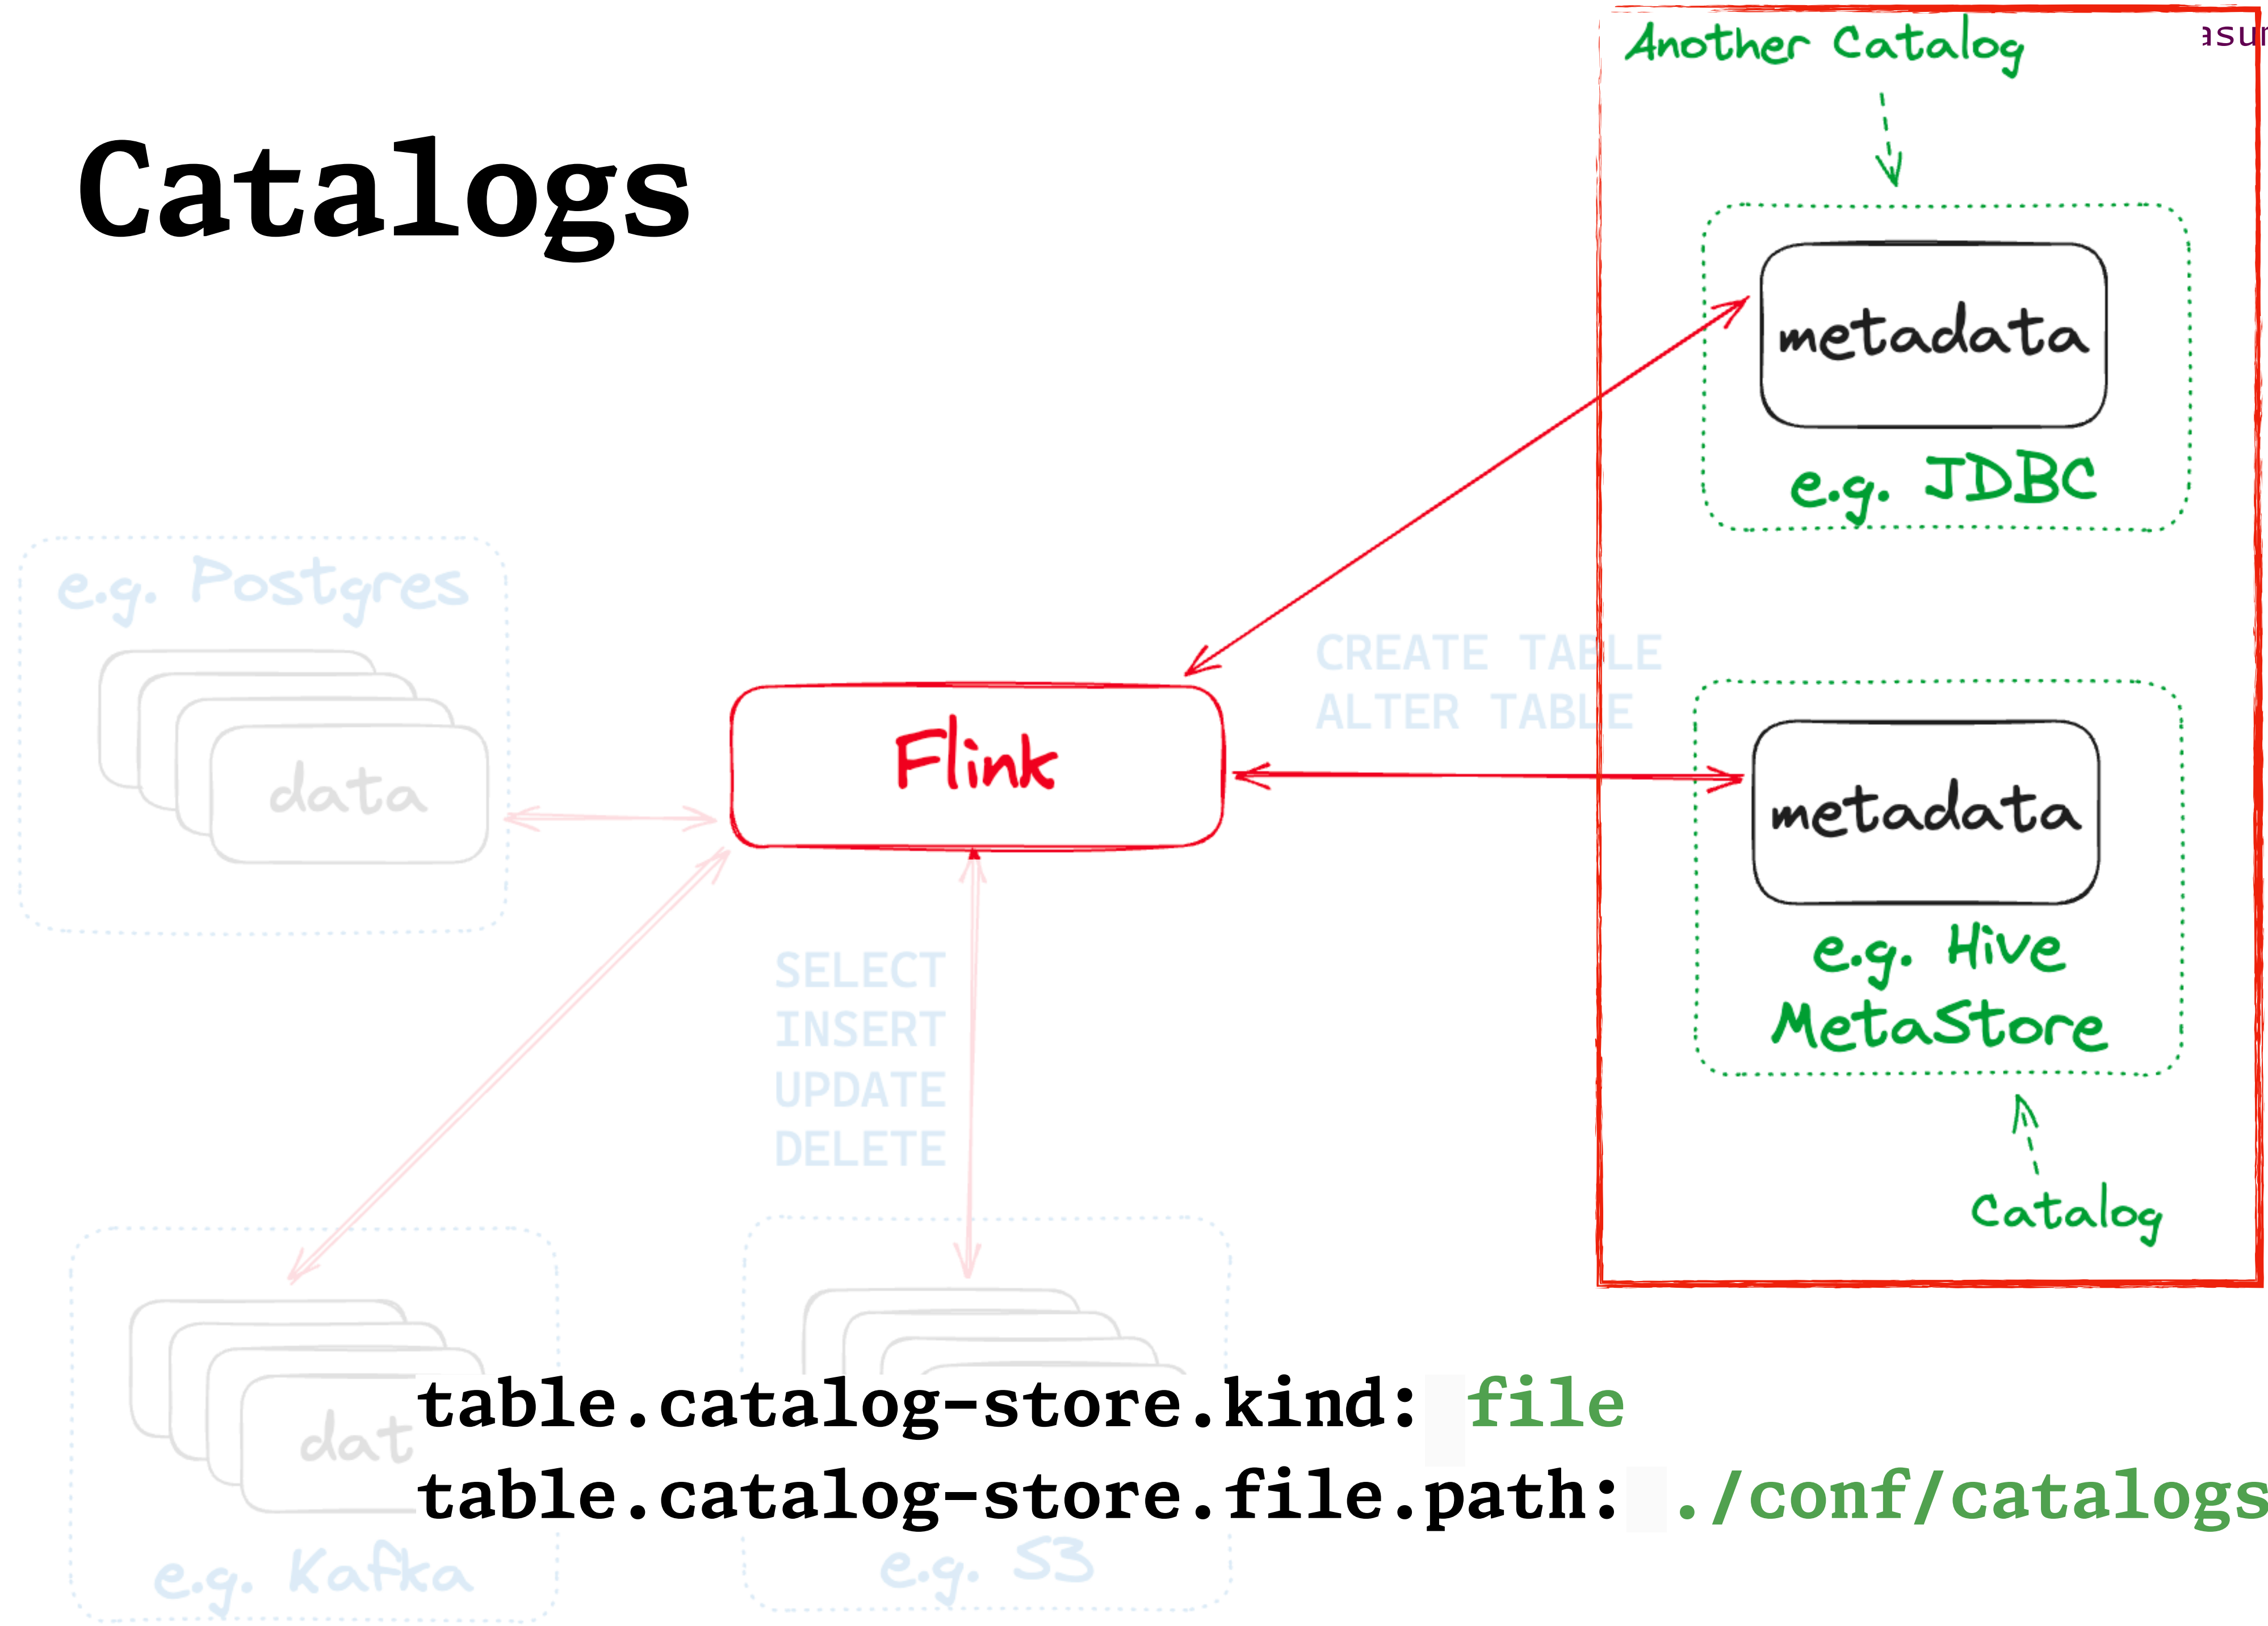 Another Catalog
Catalogs
metadata
e.g. JDBC
e.g. Postgres
data
CREATE TABLE
ALTER TABLE
Flink
metadata
e.g. Hive
MetaStore
Catalog
SELECT
INSERT
UPDATE
DELETE
table.catalog-store.kind: file
table.catalog-store.file.path: ./conf/catalogs
e.g. Kafka
e.g. S3